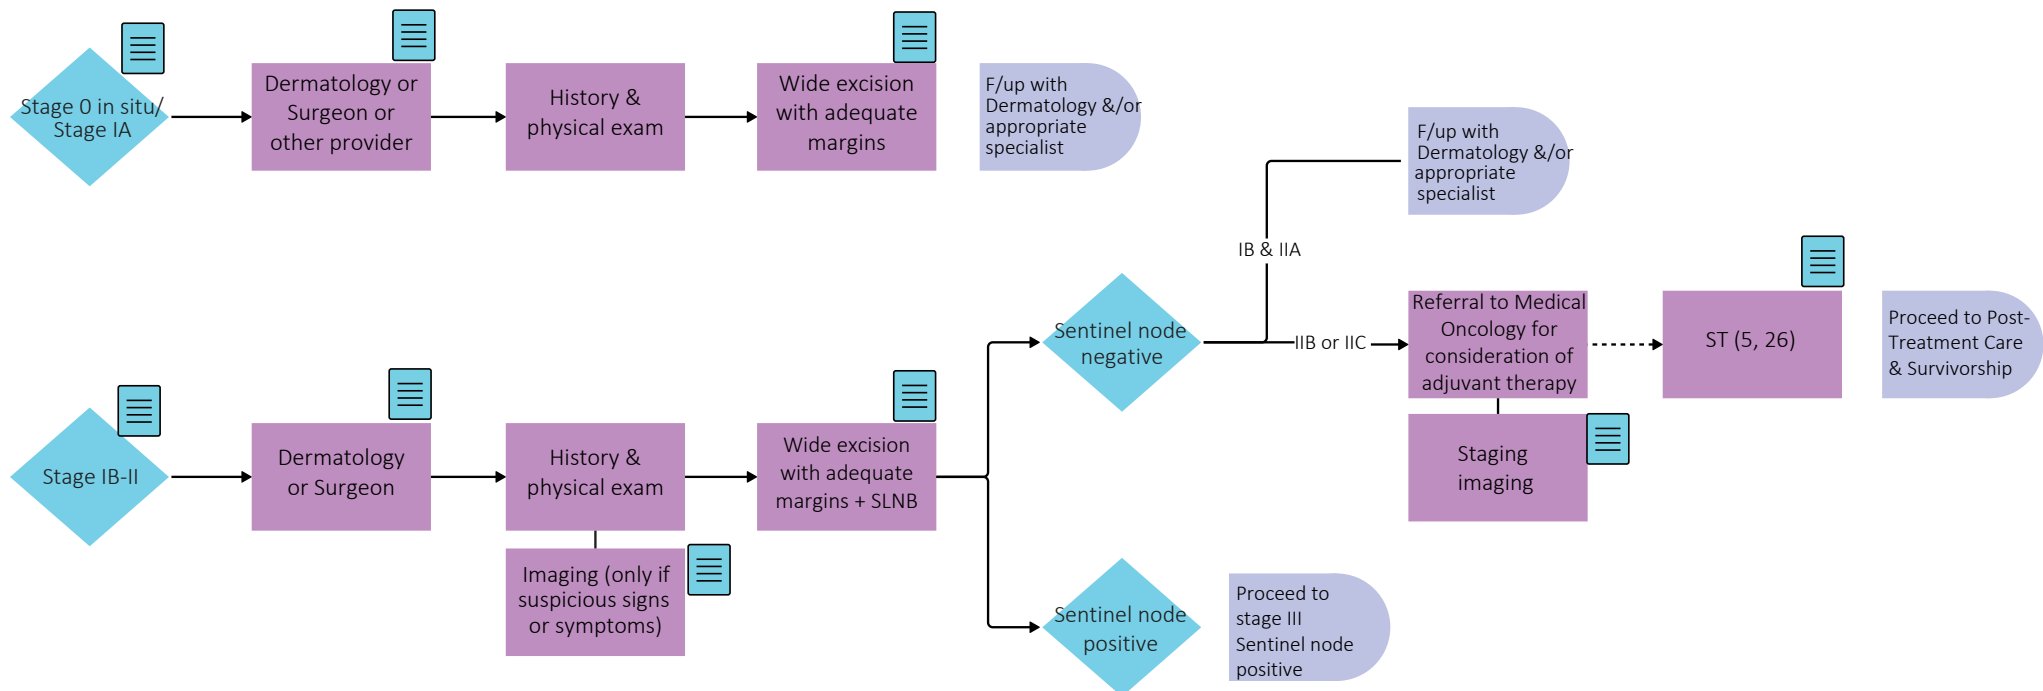 Stage 0 in situ/
Stage IA
Dermatology or
Surgeon or
other provider
History &
physical exam
Wide excision
with adequate
margins
F/up with
Dermatology &/or
appropriate
specialist
F/up with
Dermatology &/or
appropriate
specialist
IB & IIA
Sentinel node
negative
IIB or IIC
Referral to Medical
Oncology for
consideration of
adjuvant therapy
ST (5, 26)
Proceed to Post-
Treatment Care
& Survivorship
Staging
imaging
Stage IB-II
Dermatology
or Surgeon
History &
physical exam
Wide excision
with adequate
margins + SLNB
Imaging (only if
suspicious signs
or symptoms)
Sentinel node
positive
Proceed to
stage III
Sentinel node
positive